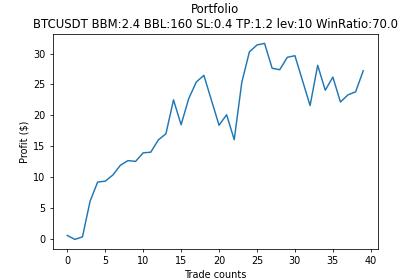 Portfolio
BTCUSDT BBM:2.4 BBL:160 SL:0.4 TP:1.2 lev:10 WinRatio:70.0
Profit ($)
30
25
20
15
10
5
0
0 5 10 15 20 25 30 35 40
Trade counts